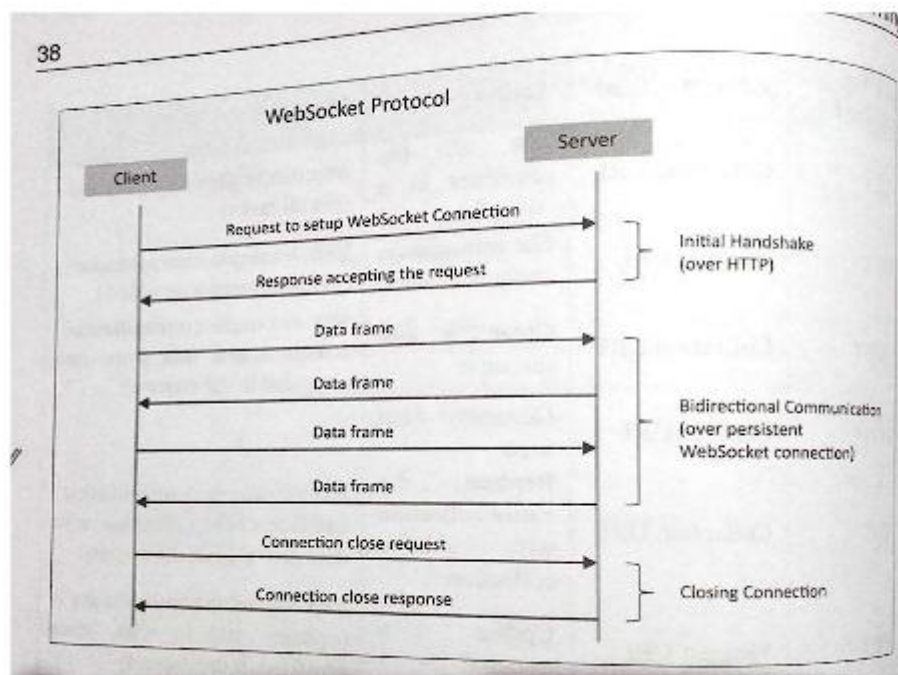 38
WebSocket Protocol
Client
Server
Request to setup WebSocket Connection
Response accepting the request
Initial Handshake
(over HTTP)
Data frame
Data frame
Data frame
Data frame
Bidirectional Communication
(over persistent
WebSocket connection)
Connection close request
Connection close response
Closing Connection